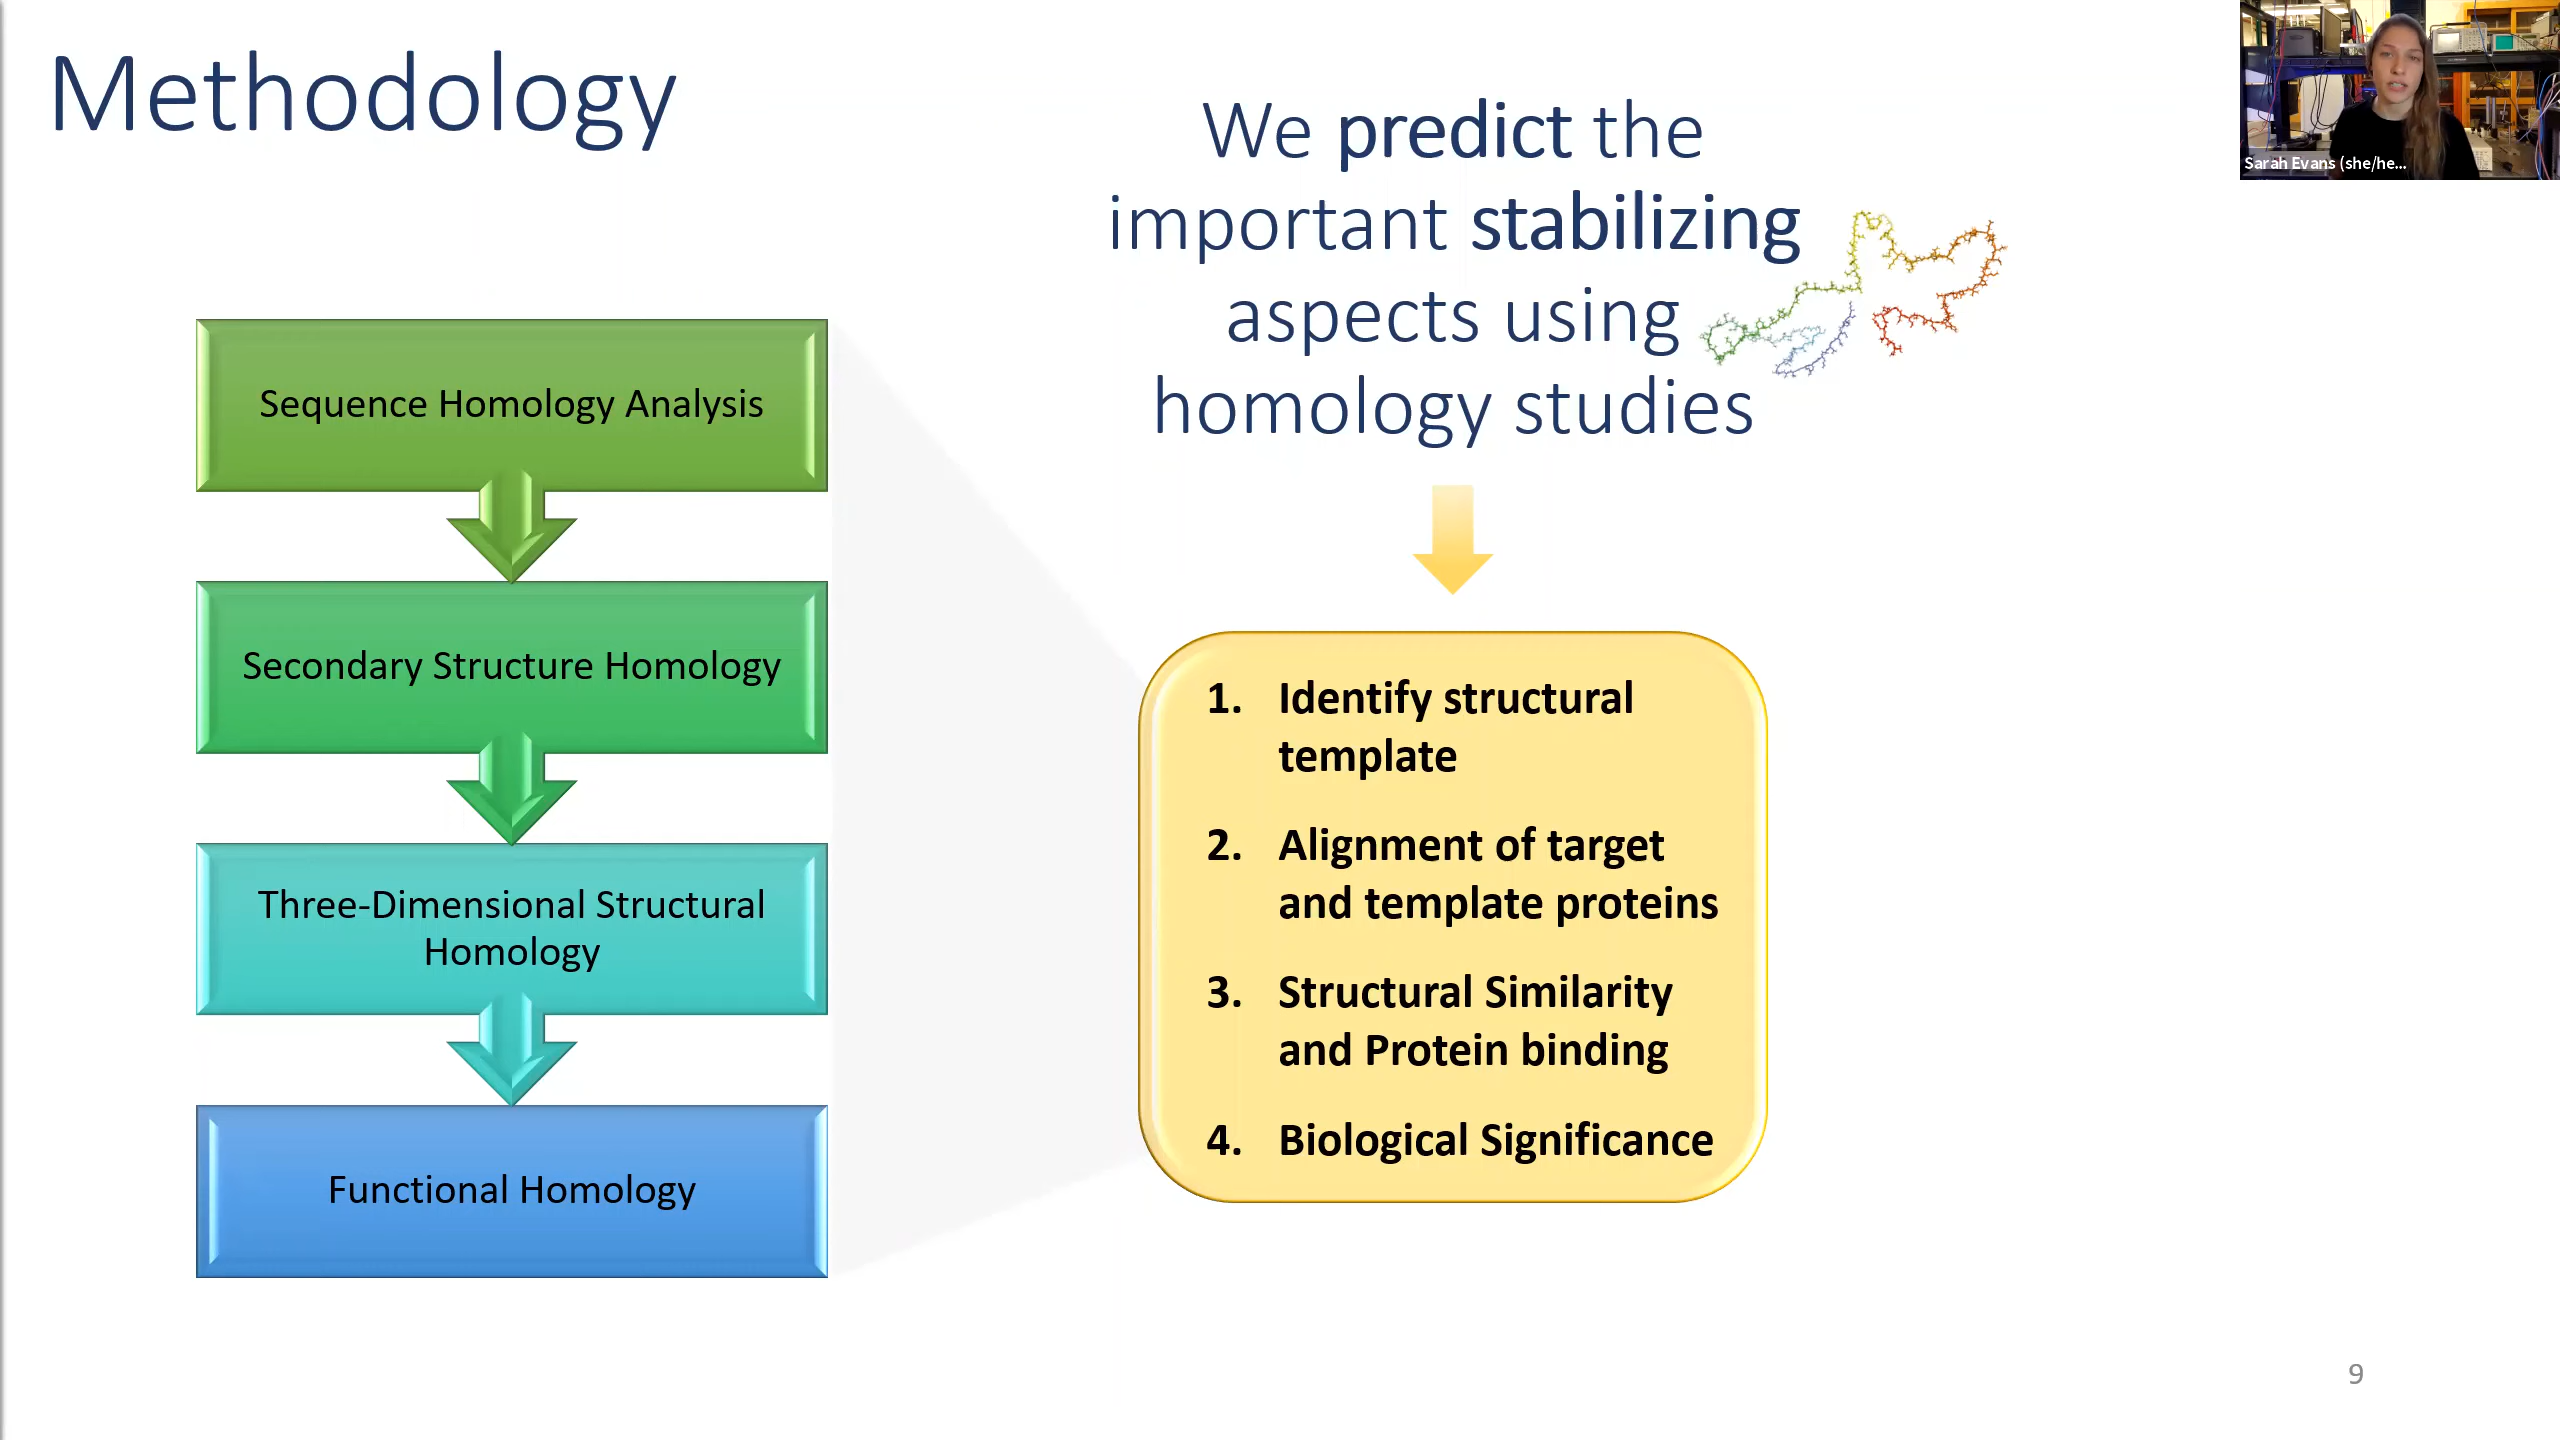 Methodology
Sequence Homology Analysis
Secondary Structure Homology
Three-Dimensional Structural
Homology
Functional Homology
We predict the
important stabilizing
aspects using
homology studies
1. Identify structural
template
2. Alignment of target
and template proteins
3. Structural Similarity
and Protein binding
4. Biological Significance
Sarah Evans (she/he...
9